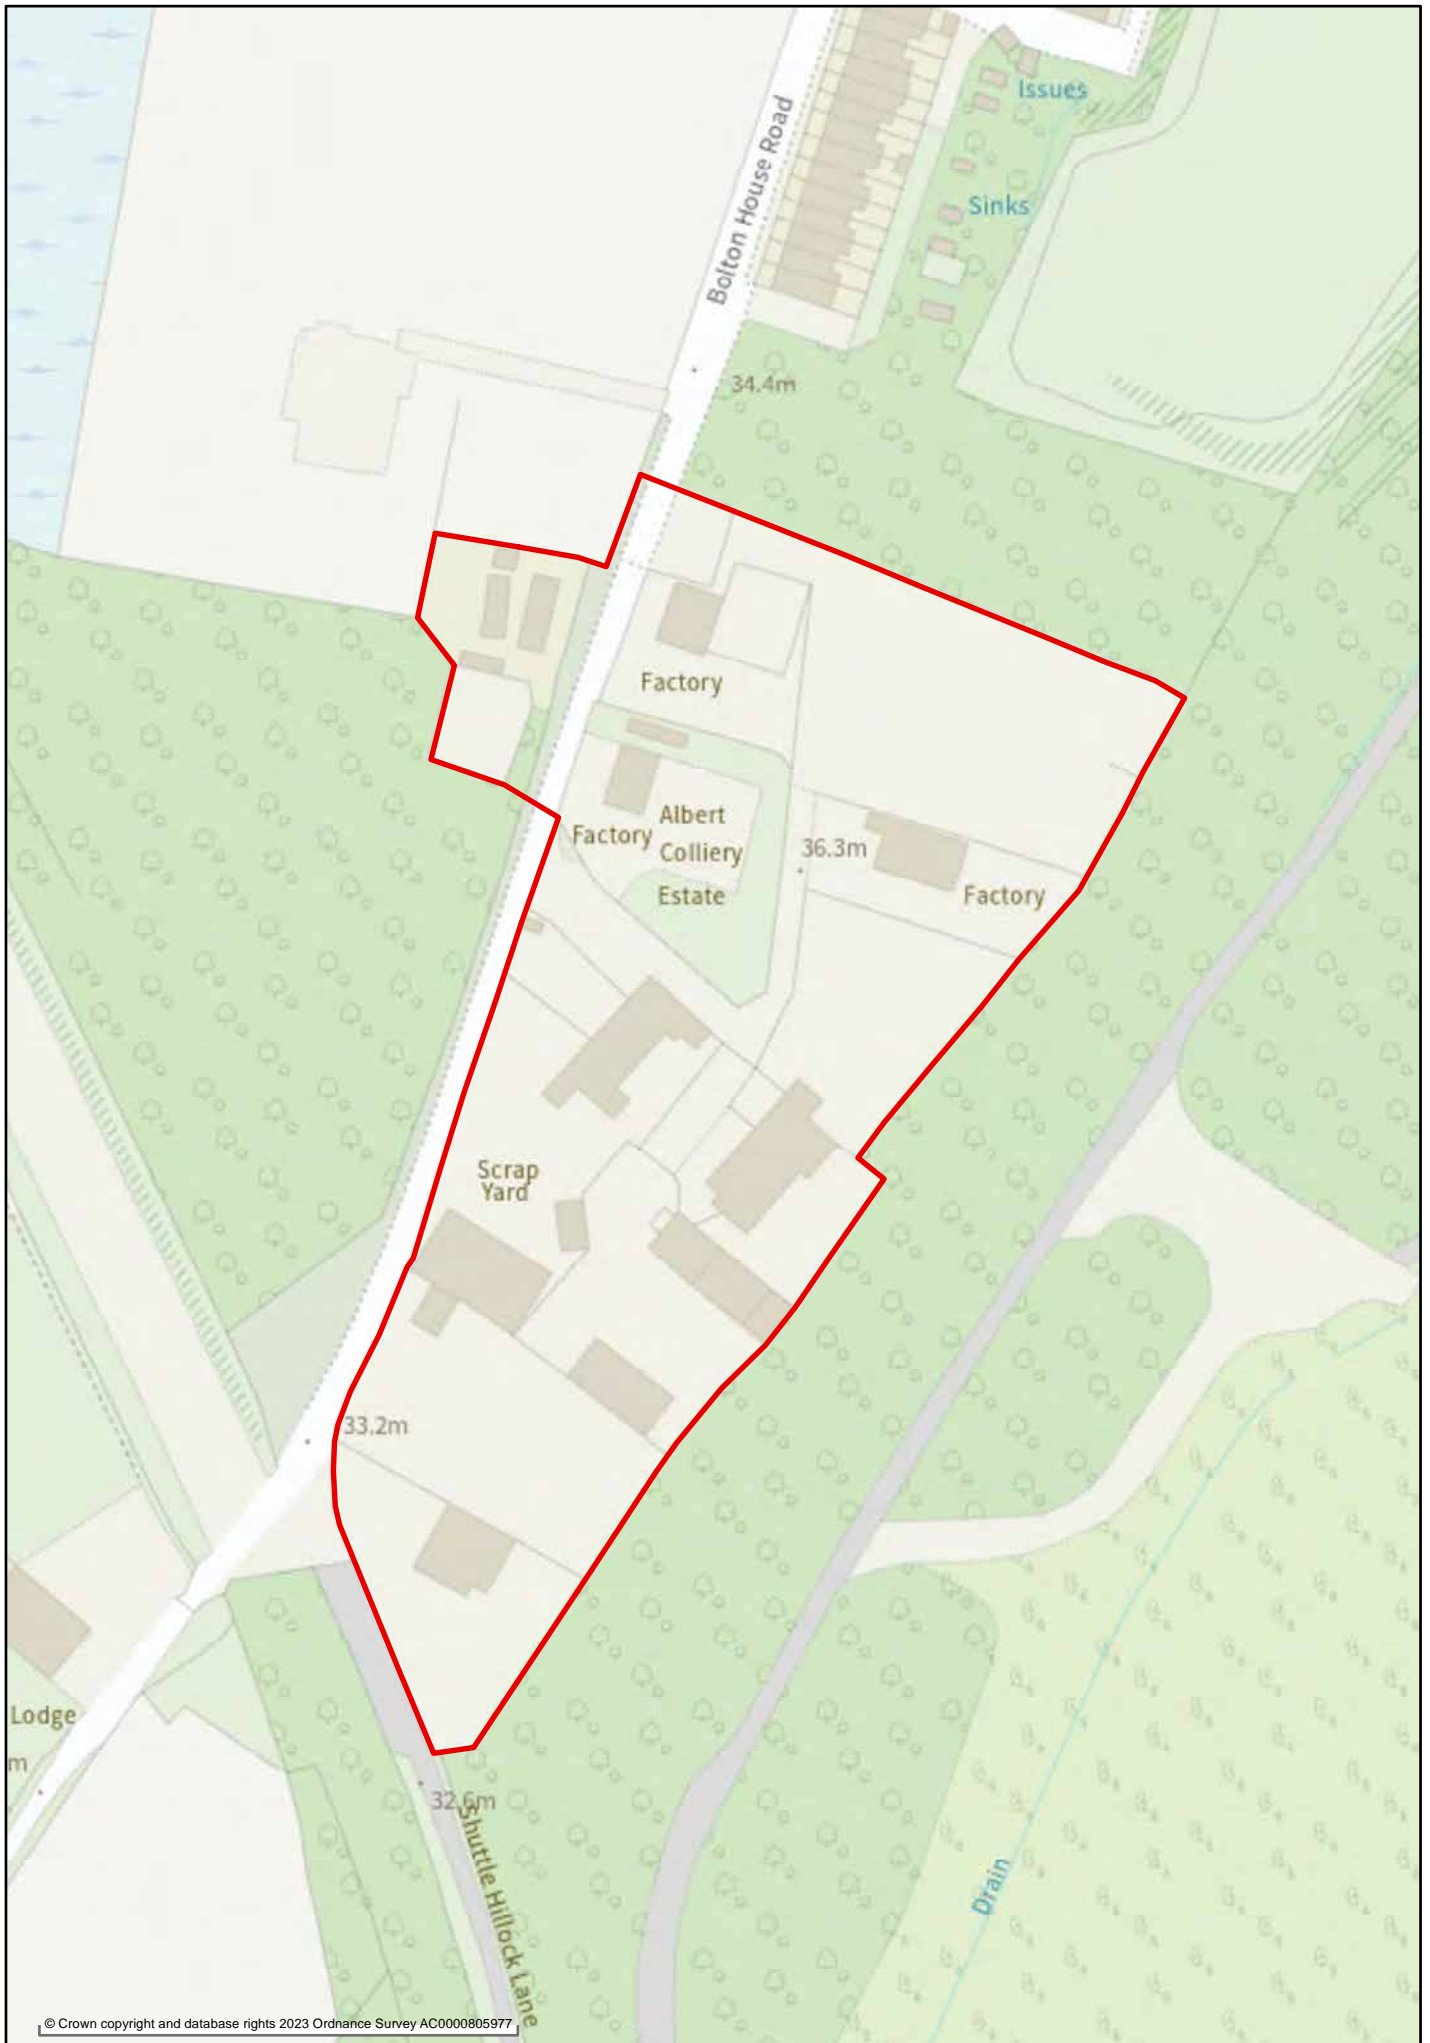 Issues
Bolton House Road
Sinks
34.4m
Factory
Albert
Colliery
Estate
Factory
36.3m
Factory
Scrap
Yard
33.2m
Lodge
m
32.6m
Shuttle Hillock Lane
Drain
© Crown copyright and database rights 2023 Ordnance Survey AC0000805977